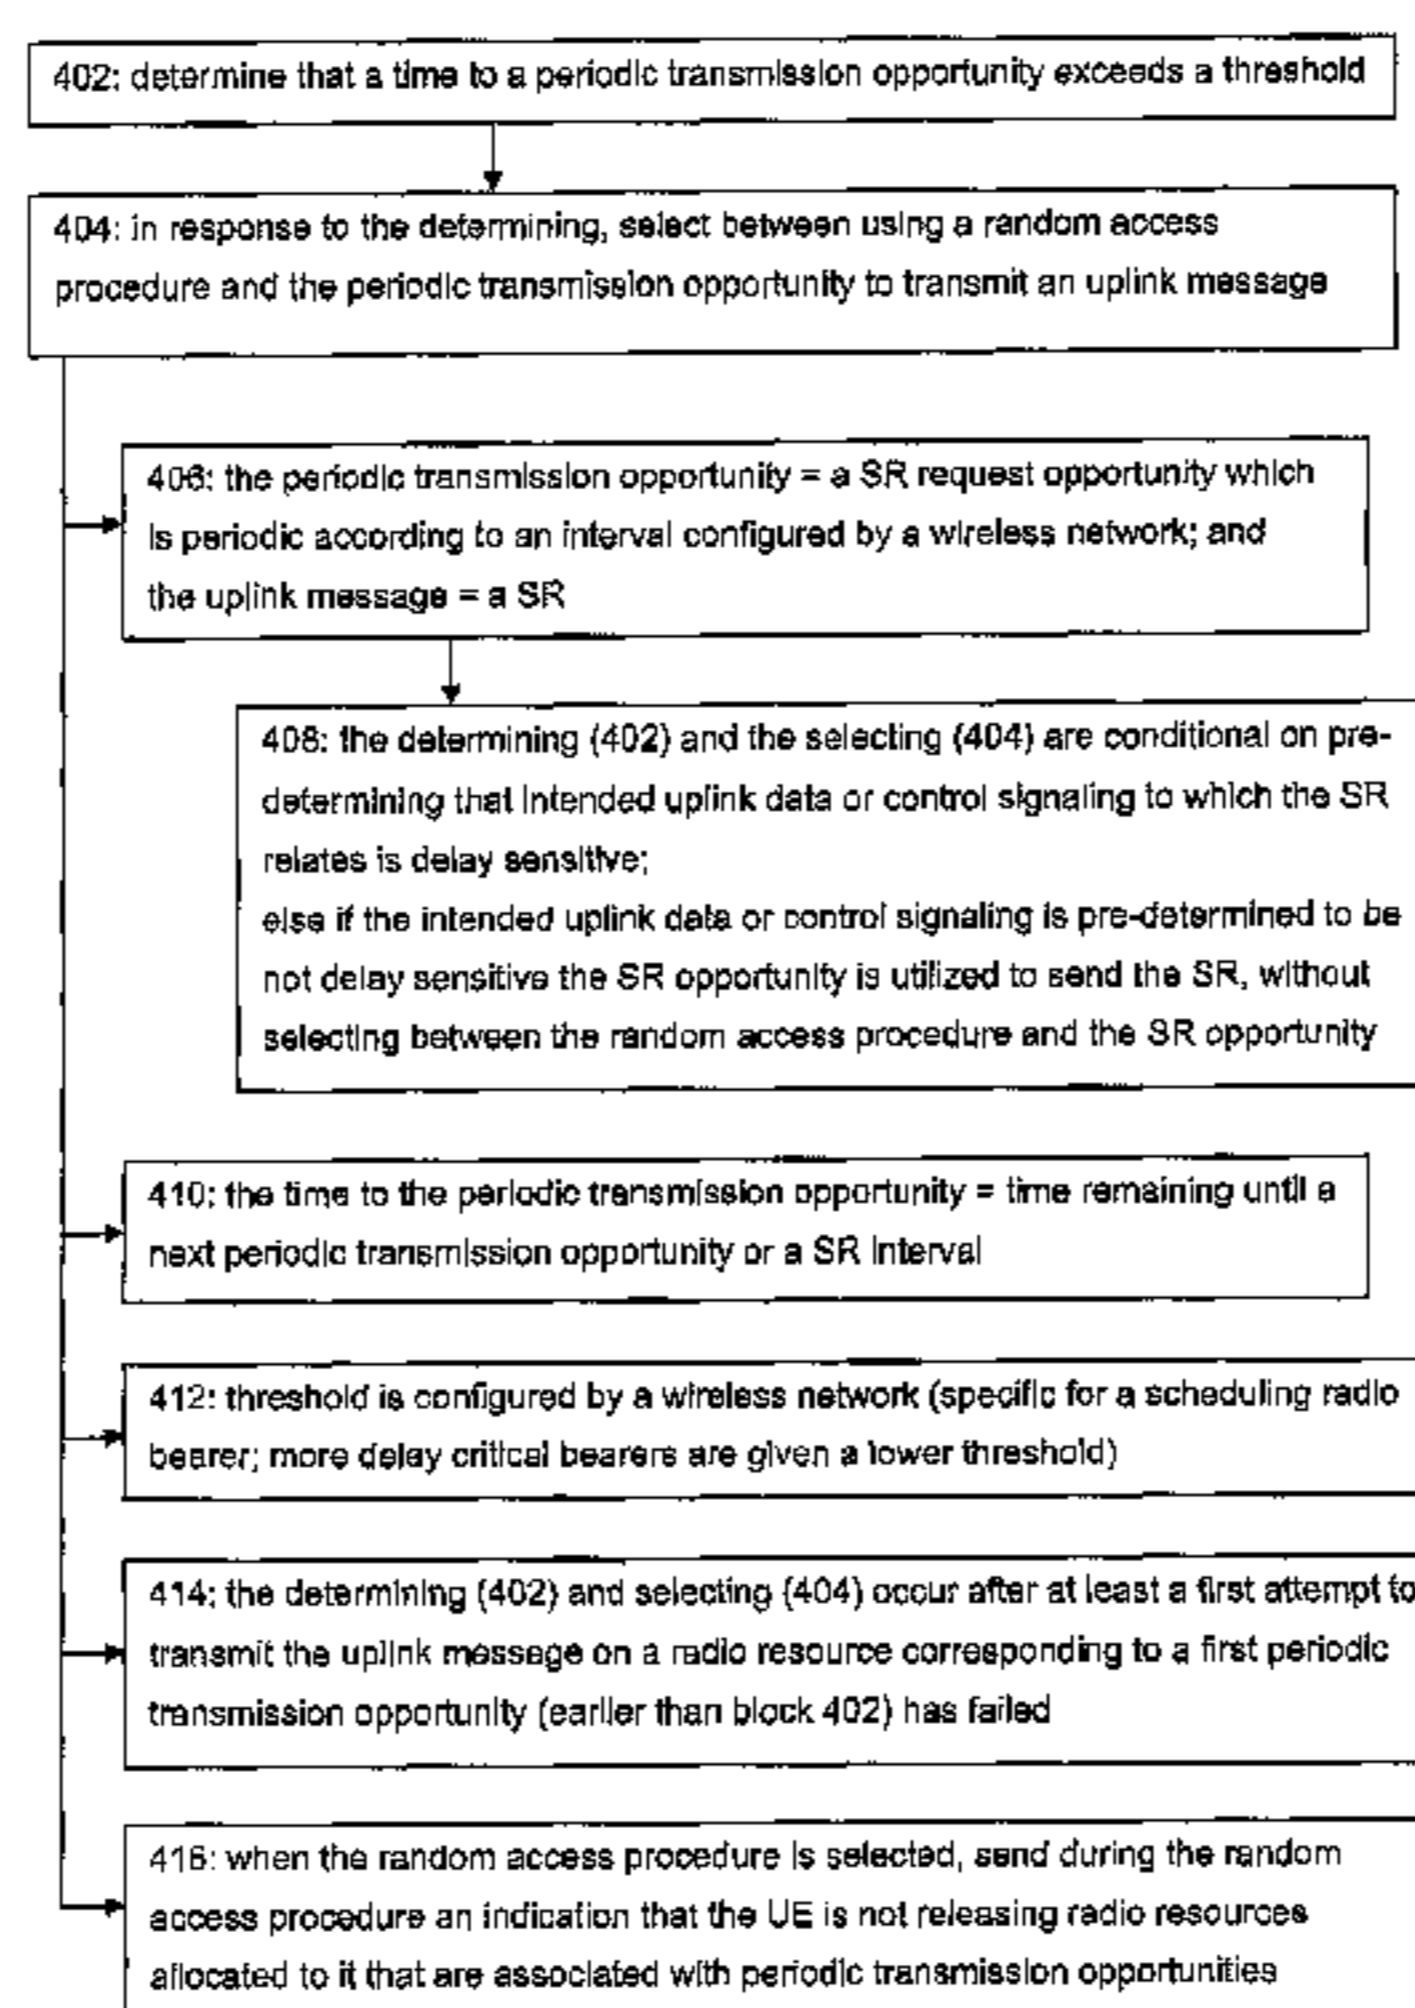 402: determine that a time to a periodic transmission opportunity exceeds a threshold
404: in response to the determining, select between using a random access
procedure and the periodic transmission opportunity to transmit an uplink message
406: the periodic transmission opportunity = a SR request opportunity which
is periodic according to an interval configured by a wireless network; and
the uplink message = a SR
408: the determining (402) and the selecting (404) are conditional on pre-
determining that intended uplink data or control signaling to which the SR
relates is delay sensitive;
else if the intended uplink data or control signaling is pre-determined to be
not delay sensitive the SR opportunity is utilized to send the SR, without
selecting between the random access procedure and the SR opportunity
410: the time to the periodic transmission opportunity = time remaining until a
next periodic transmission opportunity or a SR interval
412: threshold is configured by a wireless network (specific for a scheduling radio
bearer; more delay critical bearers are given a lower threshold)
414: the determining (402) and selecting (404) occur after at least a first attempt to
transmit the uplink message on a radio resource corresponding to a first periodic
transmission opportunity (earlier than block 402) has failed
416: when the random access procedure is selected, send during the random
access procedure an indication that the UE is not releasing radio resources
allocated to it that are associated with periodic transmission opportunities